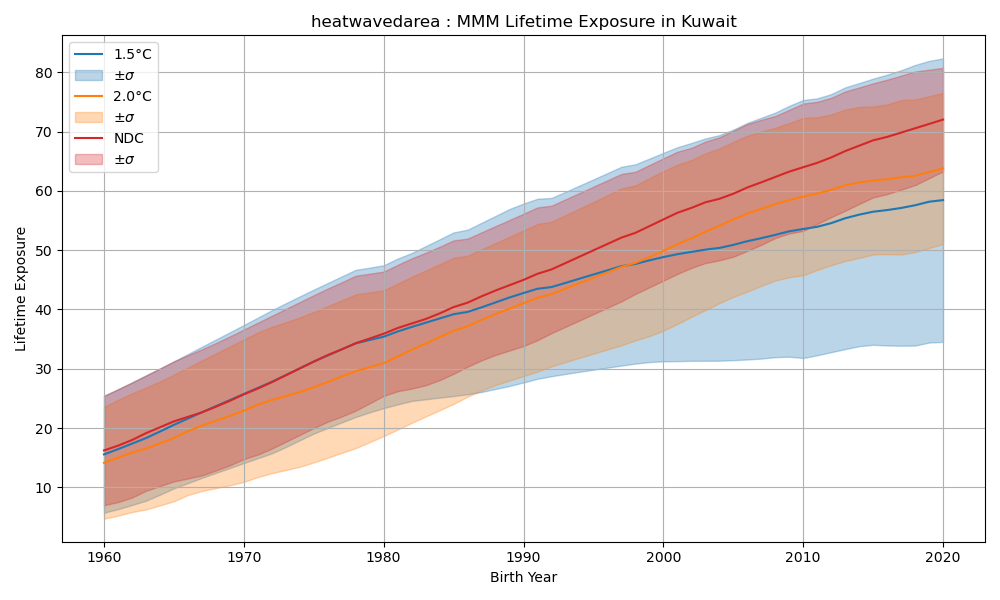 heatwavedarea : MMM Lifetime Exposure in Kuwait
1.5°C
±σ
2.0°C
±σ
NDC
±σ
80
70
60
50
40
30
20
10
Lifetime Exposure
1960 1970 1980 1990 2000 2010 2020
Birth Year